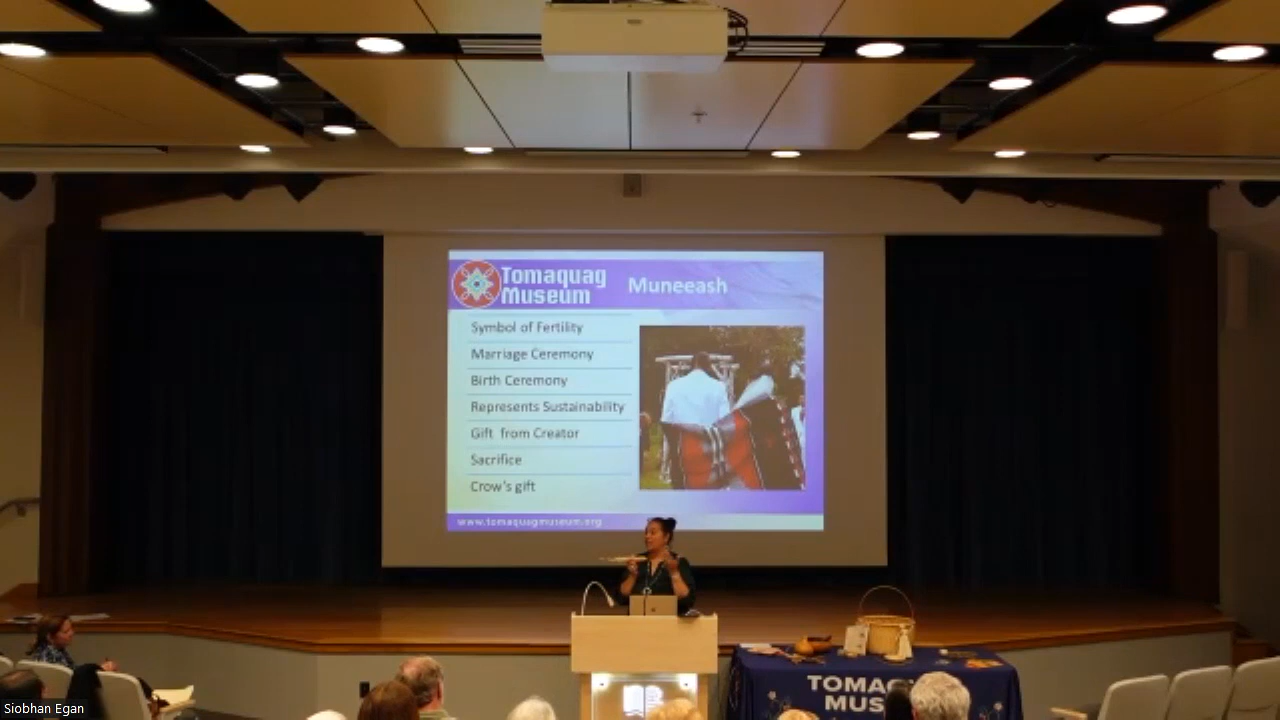 Tomaquag
Museum
Muneeash
Symbol of Fertility
Marriage Ceremony
Birth Ceremony
Represents Sustainability
Gift from Creator
Sacrifice
Crow's gift
www.tomaquagmuseum.org
TOMAQ
MUS
Siobhan Egan